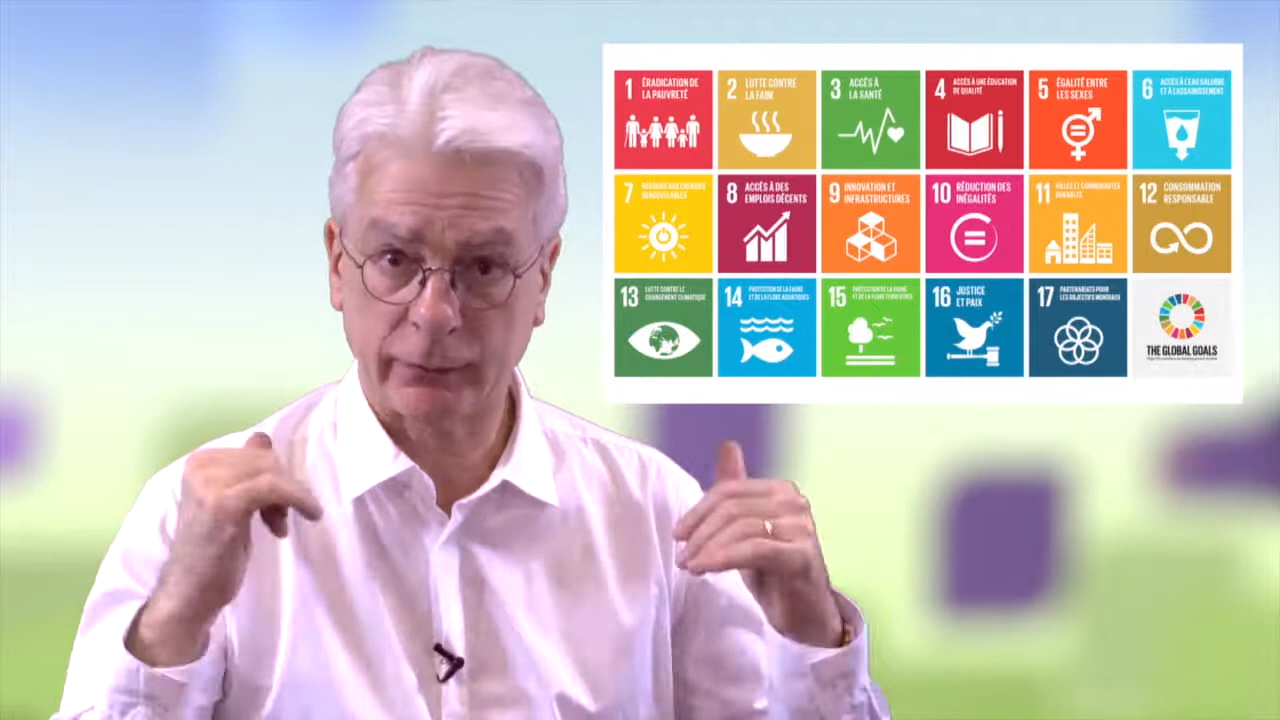 1 ÉRADICATION DE
LA PAUVRETÉ
2 LUTTE CONTRE
LA FAIM
3 ACCÈS À
LA SANTÉ
4 ACCÈS À UNE ÉDUCATION
DE QUALITÉ
5 ÉGALITÉ ENTRE
LES SEXES
6 ACCÈS À L'EAU SALUBRE
ET À L'ASSAINISSEMENT
7 RECOURS AUX ÉNERGIES
RENOUVELABLES
8 ACCÈS À DES
EMPLOIS DÉCENTS
9 INNOVATION ET
INFRASTRUCTURES
10 RÉDUCTION DES
INÉGALITÉS
11 VILLES ET COMMUNAUTÉS
DURABLES
12 CONSOMMATION
RESPONSABLE
13 LUTTE CONTRE LE
CHANGEMENT CLIMATIQUE
14 PROTECTION DE LA FAUNE
ET DE LA FLORE AQUATIQUES
15 PROTECTION DE LA FAUNE
ET DE LA FLORE TERRESTRES
16 JUSTICE
ET PAIX
17 PARTENARIATS POUR
LES OBJECTIFS MONDIAUX
THE GLOBAL GOALS